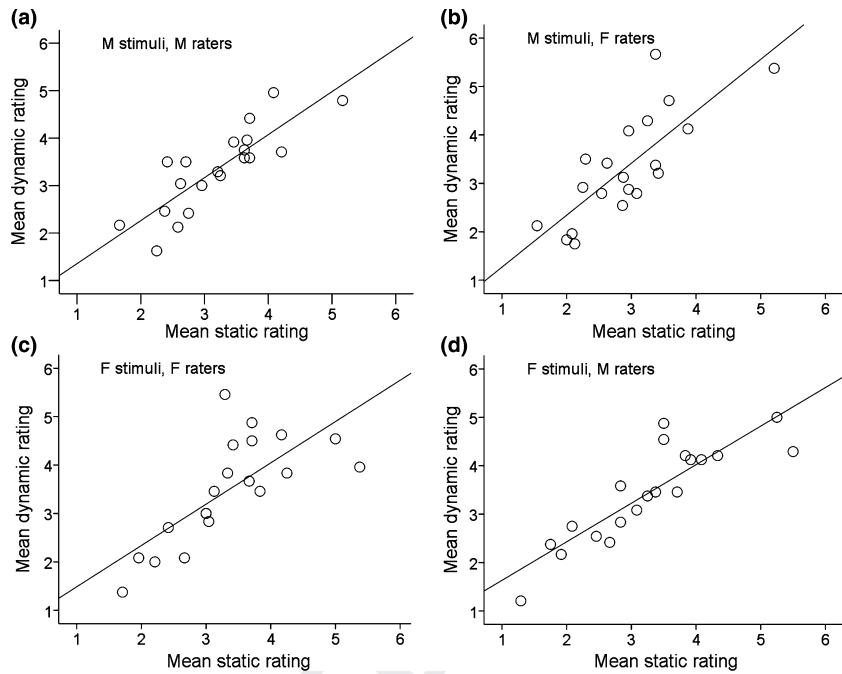 (a)
M stimuli, M raters
Mean dynamic rating
6
5
4
3
2
1
1 2 3 4 5 6
Mean static rating
(b)
M stimuli, F raters
Mean dynamic rating
6
5
4
3
2
1
1 2 3 4 5 6
Mean static rating
(c)
F stimuli, F raters
Mean dynamic rating
6
5
4
3
2
1
1 2 3 4 5 6
Mean static rating
(d)
F stimuli, M raters
Mean dynamic rating
6
5
4
3
2
1
1 2 3 4 5 6
Mean static rating